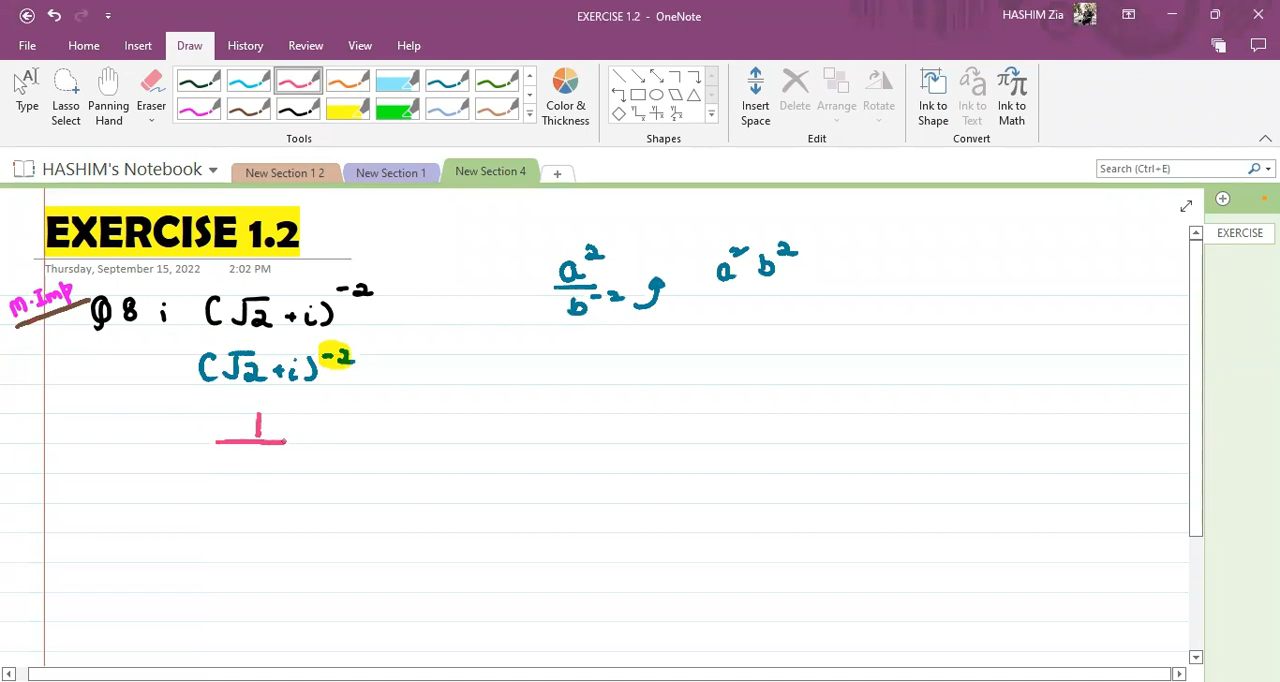 EXERCISE 1.2 - OneNote
HASHIM Zia
File Home Insert Draw History Review View Help
Type
Lasso Select
Panning Hand
Eraser
Color & Thickness
Insert Space
Delete
Arrange
Rotate
Ink to Shape
Ink to Text
Ink to Math
Tools
Shapes
Edit
Convert
HASHIM's Notebook
New Section 1 2
New Section 1
New Section 4
Search (Ctrl+E)
EXERCISE
EXERCISE 1.2
Thursday, September 15, 2022 2:02 PM
M.Imp
Q 8 i (√2 + i)⁻²
(√2 + i)⁻²
1
a²
b⁻²
a² b²